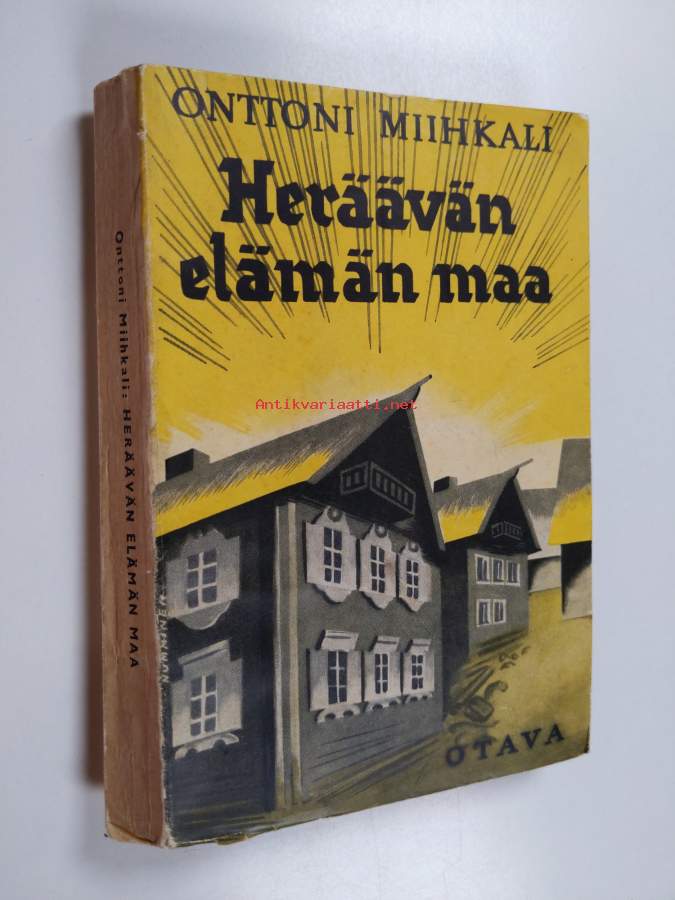 ONTTONI MIIHKALI
Heräävän
elämän maa
Antikvariaatti.net
OTAVA
Onttoni Miihkali: HERÄÄVÄN ELÄMÄN MAA